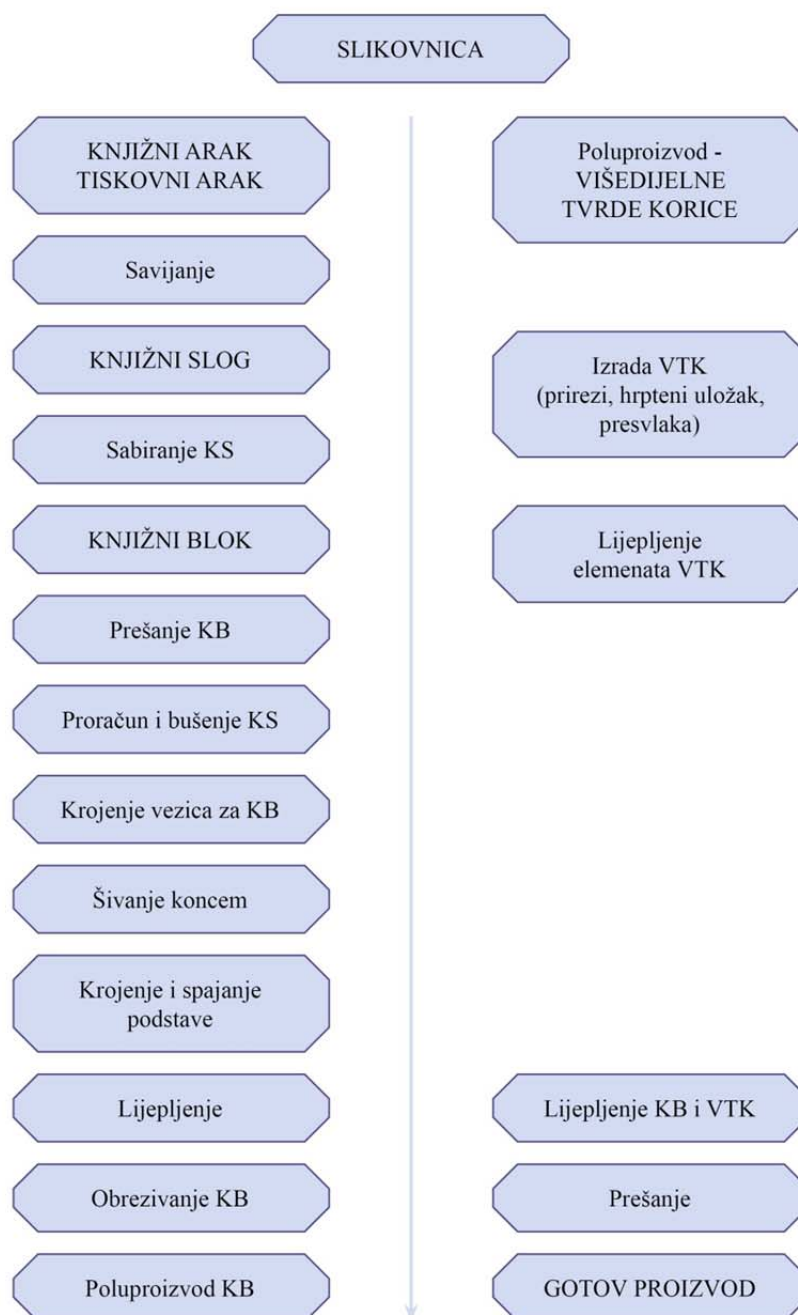 SLIKOVNICA
KNJIŽNI ARAK
TISKOVNI ARAK
Savijanje
KNJIŽNI SLOG
Sabiranje KS
KNJIŽNI BLOK
Prešanje KB
Proračun i bušenje KS
Krojenje vezica za KB
Šivanje koncem
Krojenje i spajanje
podstave
Lijepljenje
Obrezivanje KB
Poluproizvod KB
Poluproizvod -
VIŠEDIJELNE
TVRDE KORICE
Izrada VTK
(prirezi, hrpteni uložak,
presvlaka)
Lijepljenje
elemenata VTK
Lijepljenje KB i VTK
Prešanje
GOTOV PROIZVOD